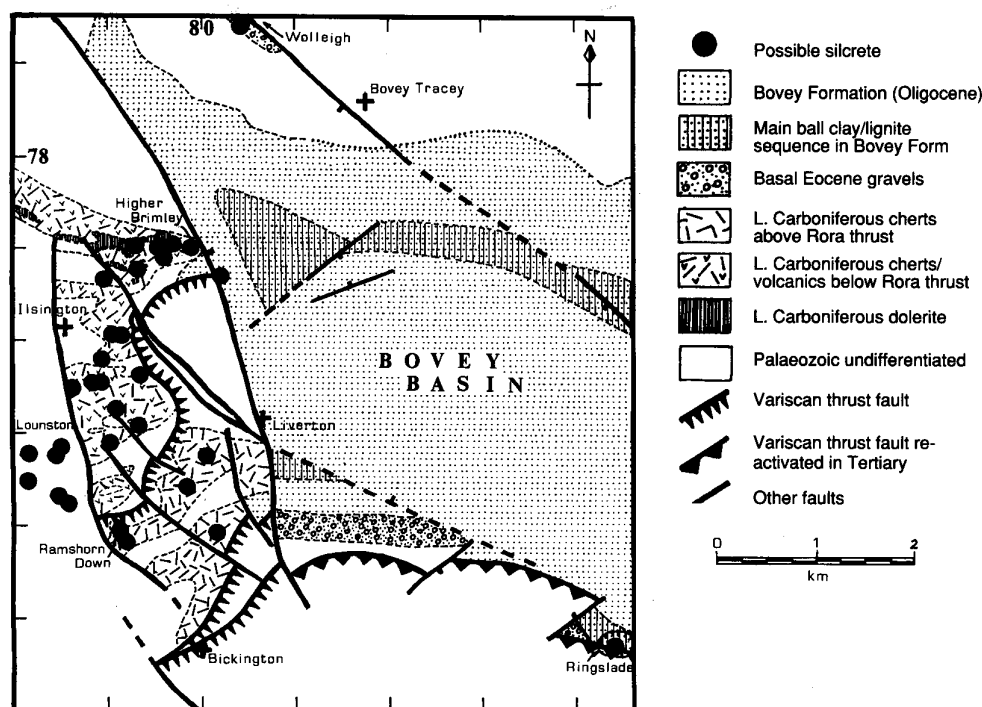 80
Wolleigh
N
Bovey Tracey
78
Higher
Brimley
Ilsington
BOVEY
BASIN
Lounston
Liverton
Ramshorn
Down
Bickington
Ringslade
Possible silcrete
Bovey Formation (Oligocene)
Main ball clay/lignite
sequence in Bovey Form
Basal Eocene gravels
L. Carboniferous cherts
above Rora thrust
L. Carboniferous cherts/
volcanics below Rora thrust
L. Carboniferous dolerite
Palaeozoic undifferentiated
Variscan thrust fault
Variscan thrust fault re-
activated in Tertiary
Other faults
0 1 2
km